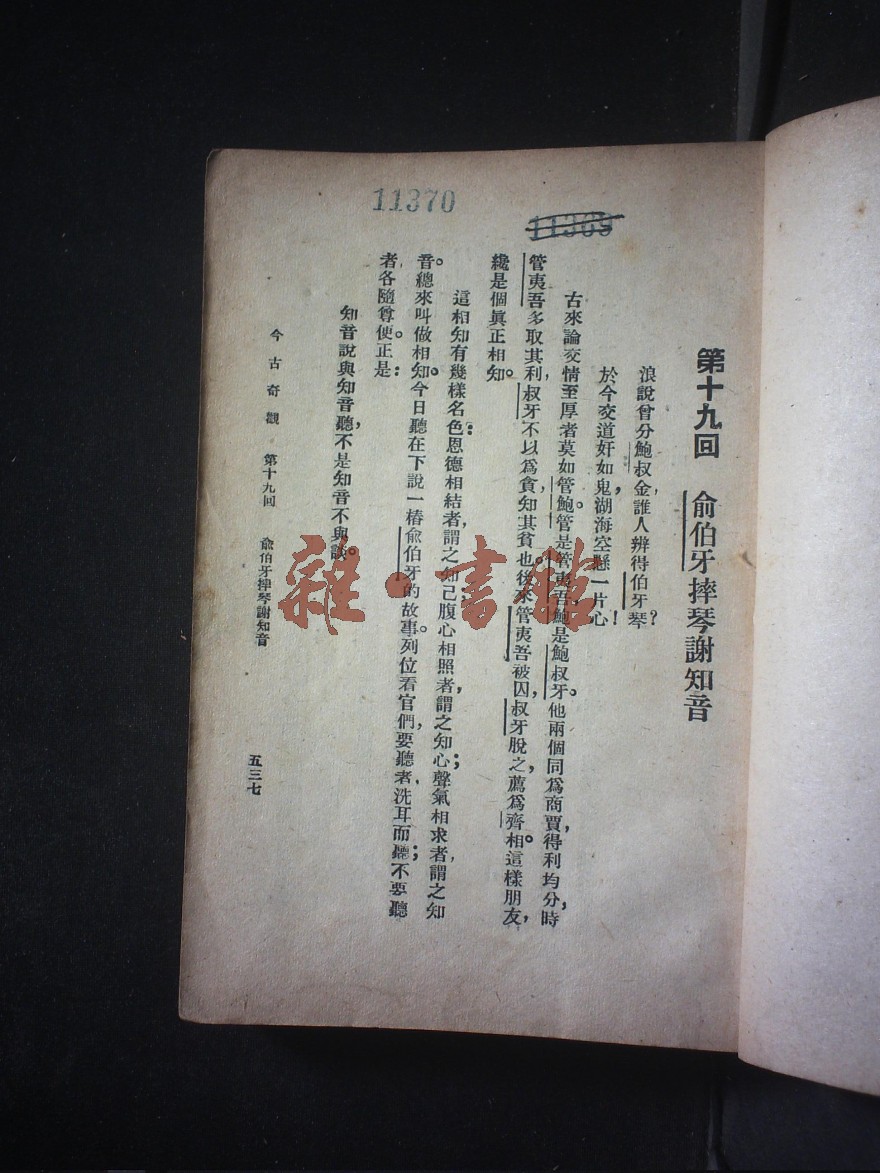 11370
11369
第十九回 俞伯牙摔琴謝知音
浪說曾分鮑叔金，誰人辨得伯牙琴？
於今交道奸如鬼，湖海空懸一片心！
古來論交情至厚者莫如管鮑。管是管夷吾，鮑是鮑叔牙。他兩個同爲商賈，得利均分，時
管夷吾多取其利，叔牙不以爲貪，知其貧也。後來管夷吾被囚，叔牙脫之，薦爲齊相。這樣朋友，
纔是個眞正相知。
這相知有幾樣名色：恩德相結者，謂之知己；腹心相照者，謂之知心；聲氣相求者，謂之知
音。總來叫做相知。今日聽在下說一樁俞伯牙的故事。列位看官們，要聽者，洗耳而聽；不要聽
者，各隨尊便。正是：
知音說與知音聽，不是知音不與談。
今古奇觀 第十九回 俞伯牙摔琴謝知音
五三七
雜·書館